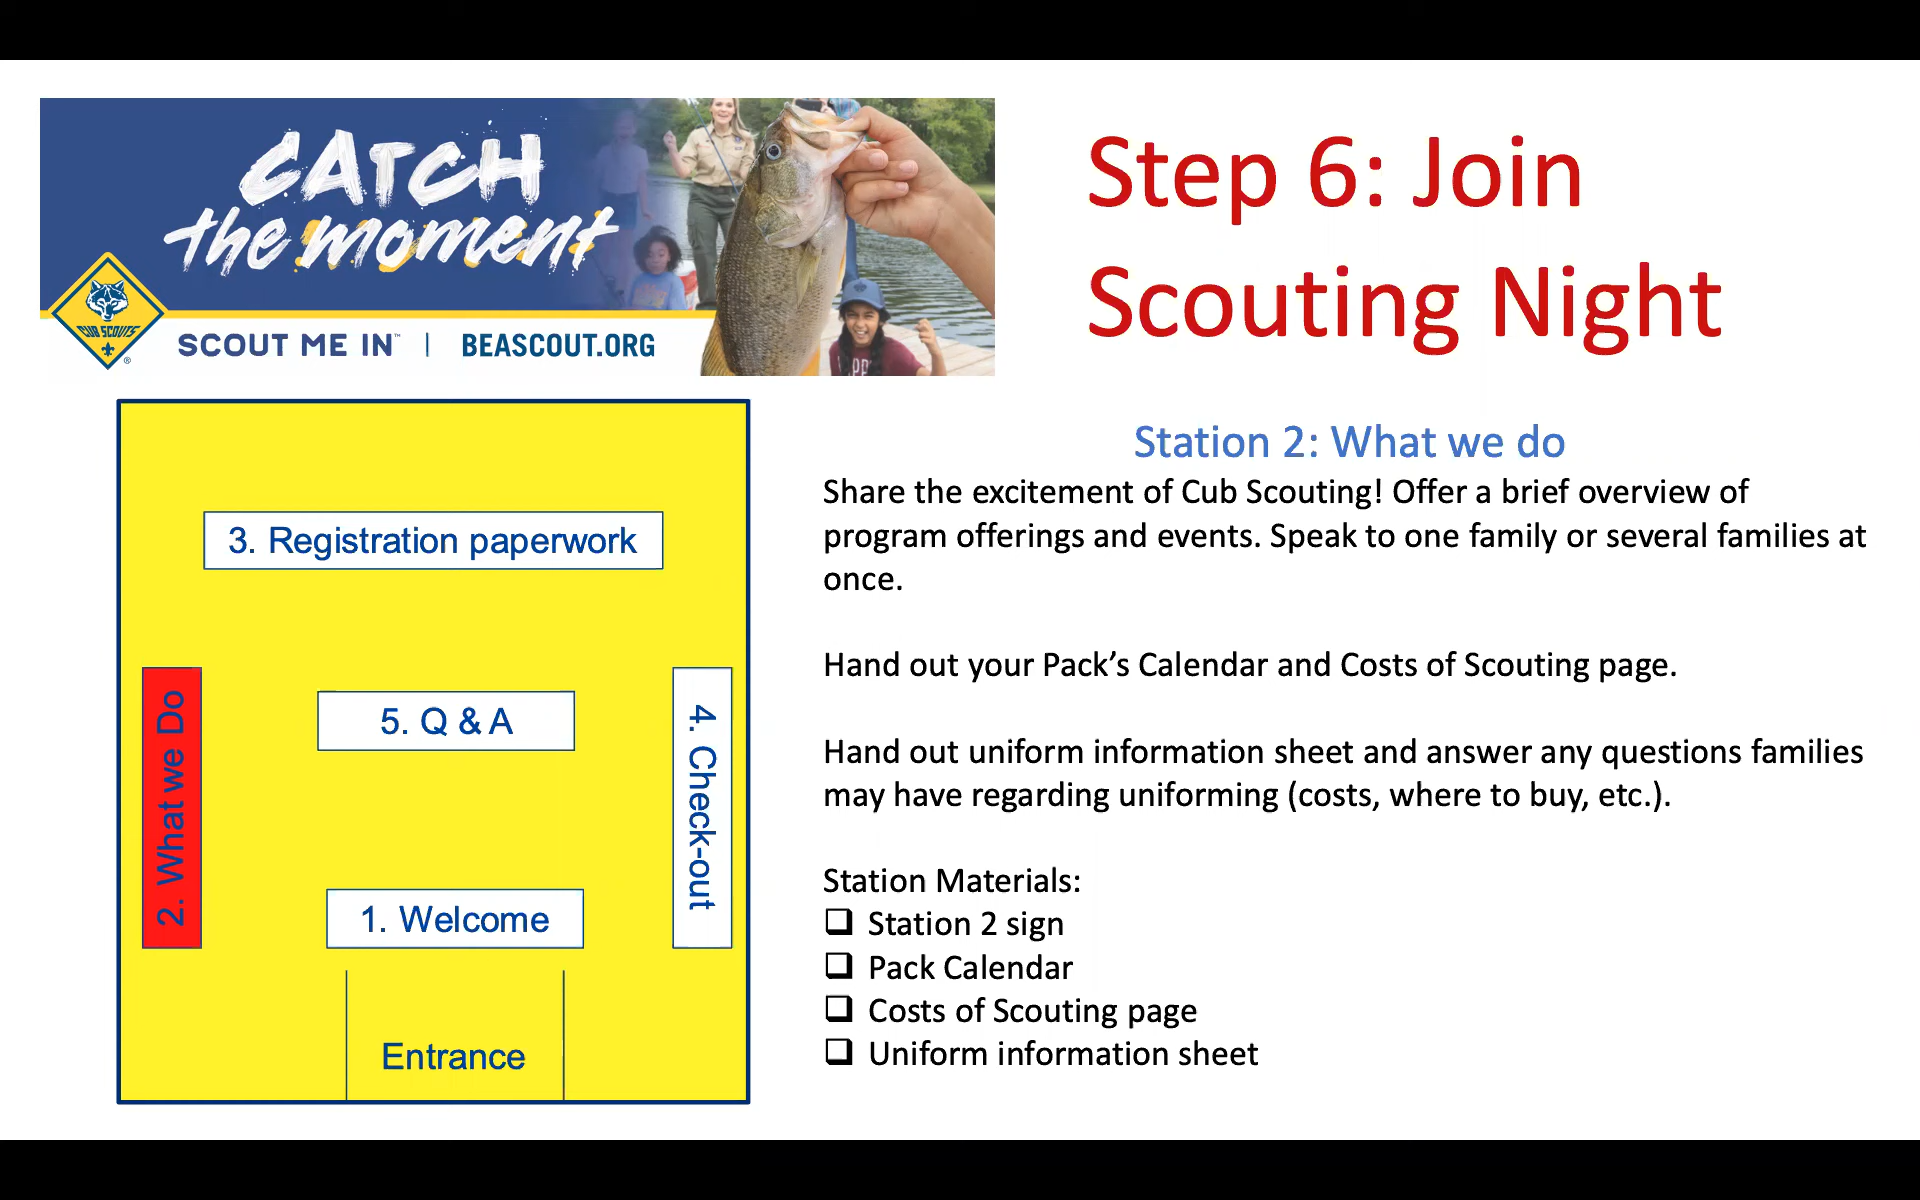 CATCH
the moment
CUB SCOUTS
SCOUT ME IN™ | BEASCOUT.ORG
Step 6: Join
Scouting Night
3. Registration paperwork
2. What we Do
5. Q & A
4. Check-out
1. Welcome
Entrance
Station 2: What we do
Share the excitement of Cub Scouting! Offer a brief overview of
program offerings and events. Speak to one family or several families at
once.
Hand out your Pack's Calendar and Costs of Scouting page.
Hand out uniform information sheet and answer any questions families
may have regarding uniforming (costs, where to buy, etc.).
Station Materials:
❑ Station 2 sign
❑ Pack Calendar
❑ Costs of Scouting page
❑ Uniform information sheet